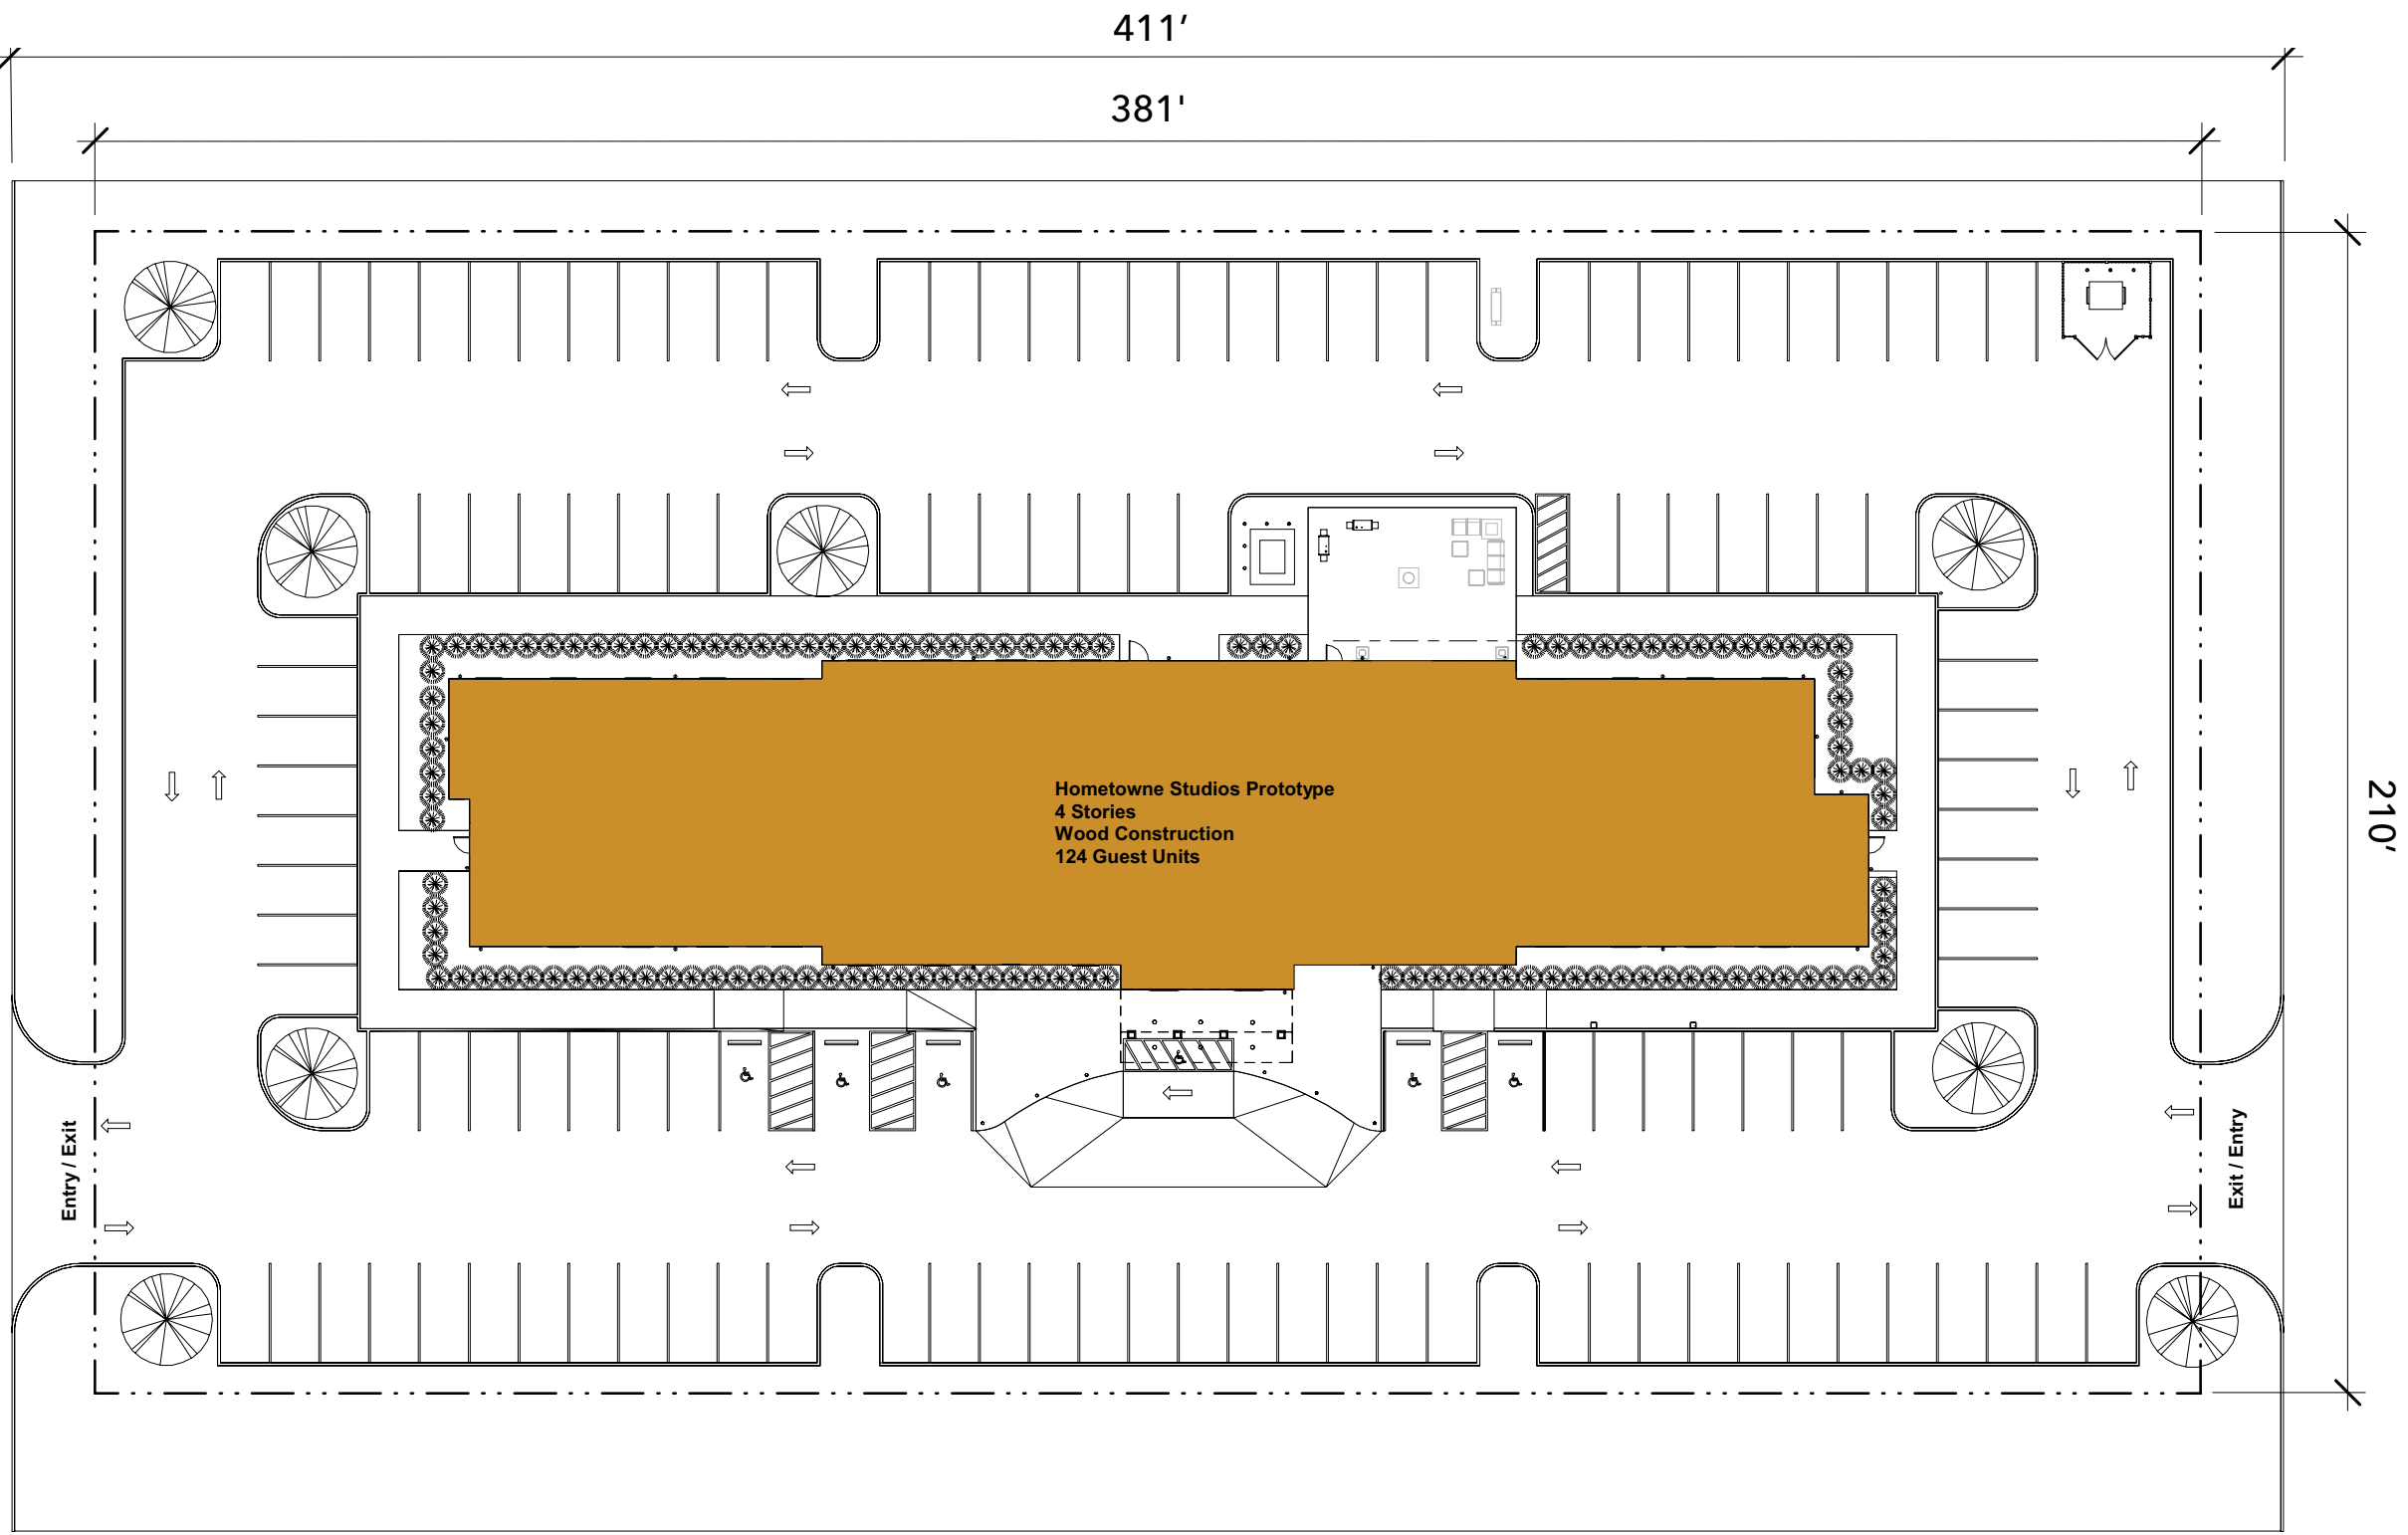 411’
381'
Hometowne Studios Prototype
4 Stories
Wood Construction
124 Guest Units
210’
Entry / Exit
Exit / Entry